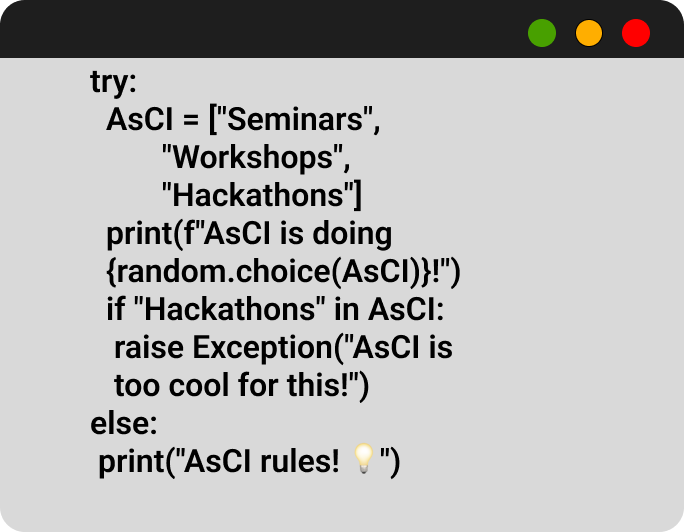 try:
AsCI = ["Seminars",
"Workshops",
"Hackathons"]
print(f"AsCI is doing
{random.choice(AsCI)}!")
if "Hackathons" in AsCI:
raise Exception("AsCI is
too cool for this!")
else:
print("AsCI rules! 💡")